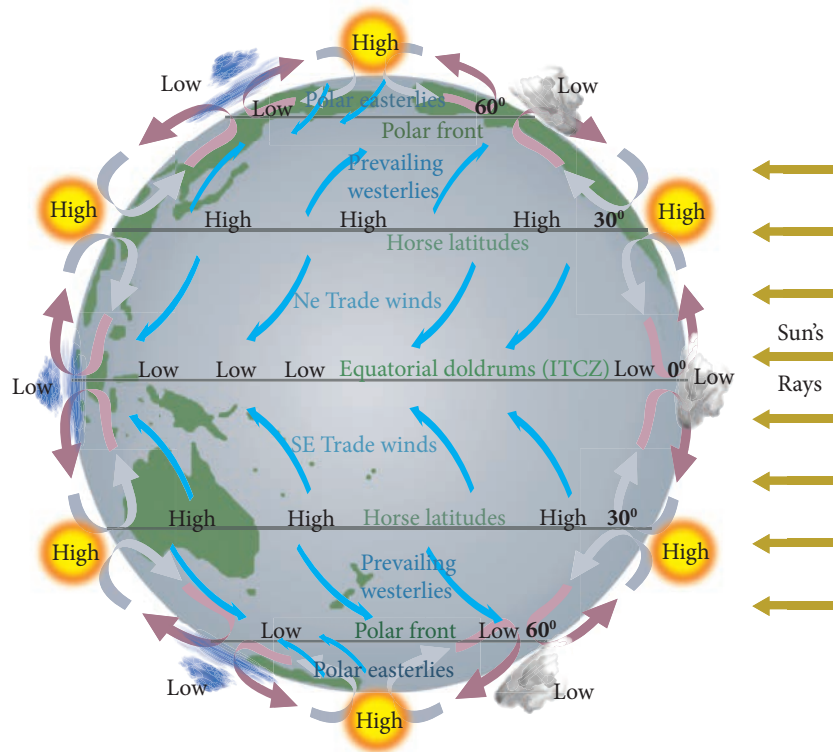 High
Low
Low
Low
Polar easterlies
60⁰
Polar front
Prevailing
westerlies
High
High
High
High
High
30⁰
Horse latitudes
Ne Trade winds
Sun's
Low
Low
Low
Low
Equatorial doldrums (ITCZ)
Low
0⁰
Low
Rays
SE Trade winds
High
High
Horse latitudes
High
30⁰
High
High
Prevailing
westerlies
Low
Polar front
Low
60⁰
Low
Polar easterlies
Low
High